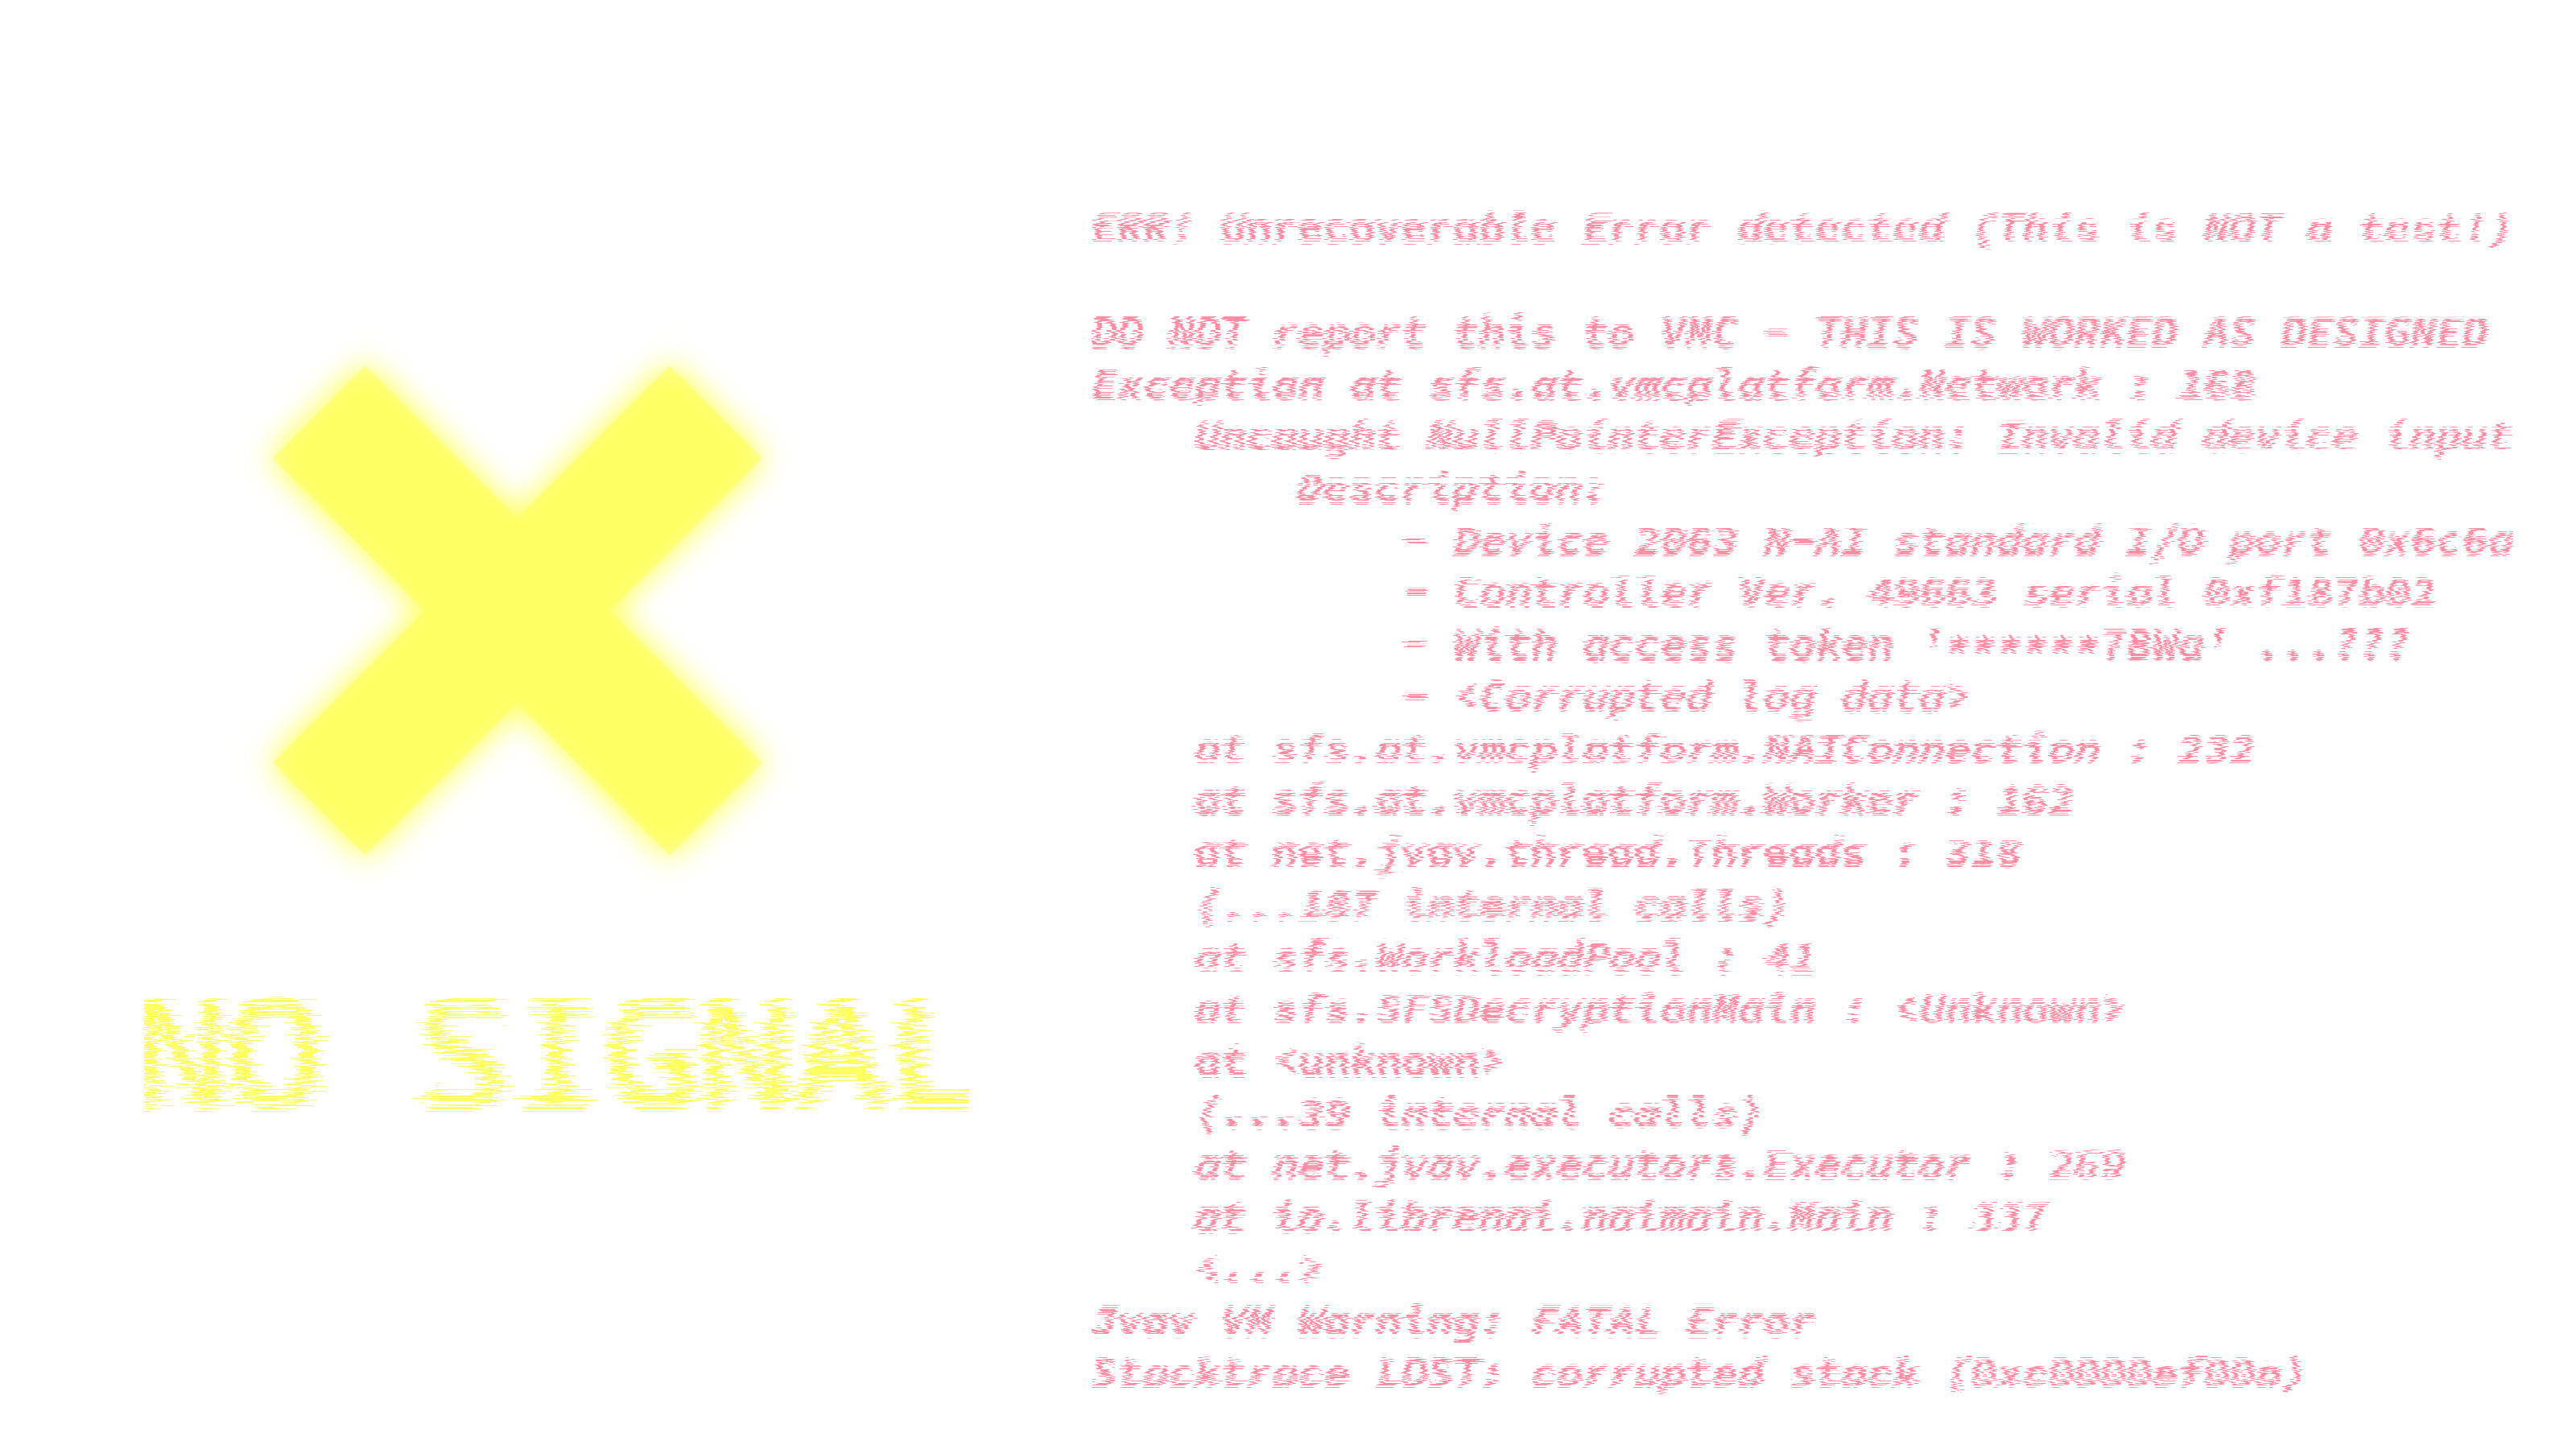 NO SIGNAL
ERR! Unrecoverable Error detected (This is NOT a test!)
DO NOT report this to VMC - THIS IS WORKED AS DESIGNED
Exception at sfs.at.vmcplatform.Network : 168
Uncaught NullPointerException: Invalid device input
Description:
- Device 2063 N-AI standard I/O port 0x6c6a
- Controller Ver. 49663 serial 0xf187b02
- With access token '******7BWa' ...???
- <Corrupted log data>
at sfs.at.vmcplatform.NAIConnection : 232
at sfs.at.vmcplatform.Worker : 162
at net.jvav.thread.Threads : 318
(...187 internal calls)
at sfs.WorkloadPool : 41
at sfs.SFSDecryptionMain : <Unknown>
at <unknown>
(...39 internal calls)
at net.jvav.executors.Executor : 269
at io.librenai.naimain.Main : 337
<...>
Jvav VM Warning: FATAL Error
Stacktrace LOST: corrupted stack (0xc0000ef00a)